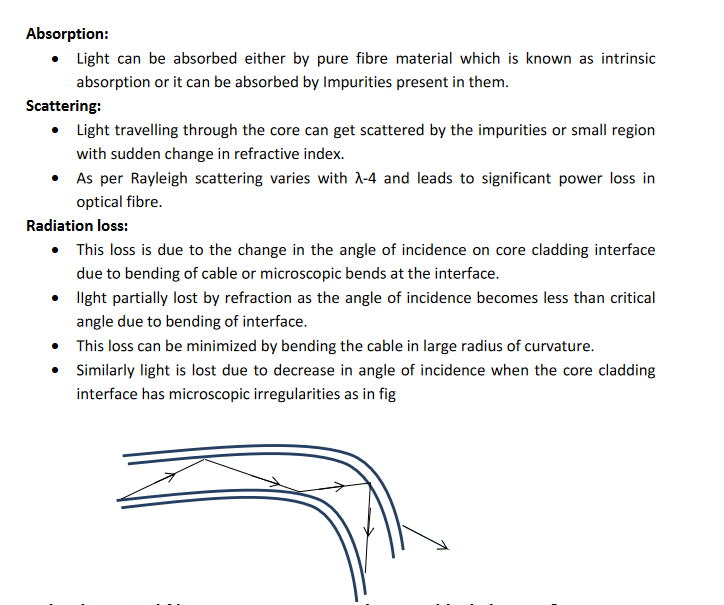 Absorption:
• Light can be absorbed either by pure fibre material which is known as intrinsic
absorption or it can be absorbed by Impurities present in them.
Scattering:
• Light travelling through the core can get scattered by the impurities or small region
with sudden change in refractive index.
• As per Rayleigh scattering varies with λ-4 and leads to significant power loss in
optical fibre.
Radiation loss:
• This loss is due to the change in the angle of incidence on core cladding interface
due to bending of cable or microscopic bends at the interface.
• lIght partially lost by refraction as the angle of incidence becomes less than critical
angle due to bending of interface.
• This loss can be minimized by bending the cable in large radius of curvature.
• Similarly light is lost due to decrease in angle of incidence when the core cladding
interface has microscopic irregularities as in fig